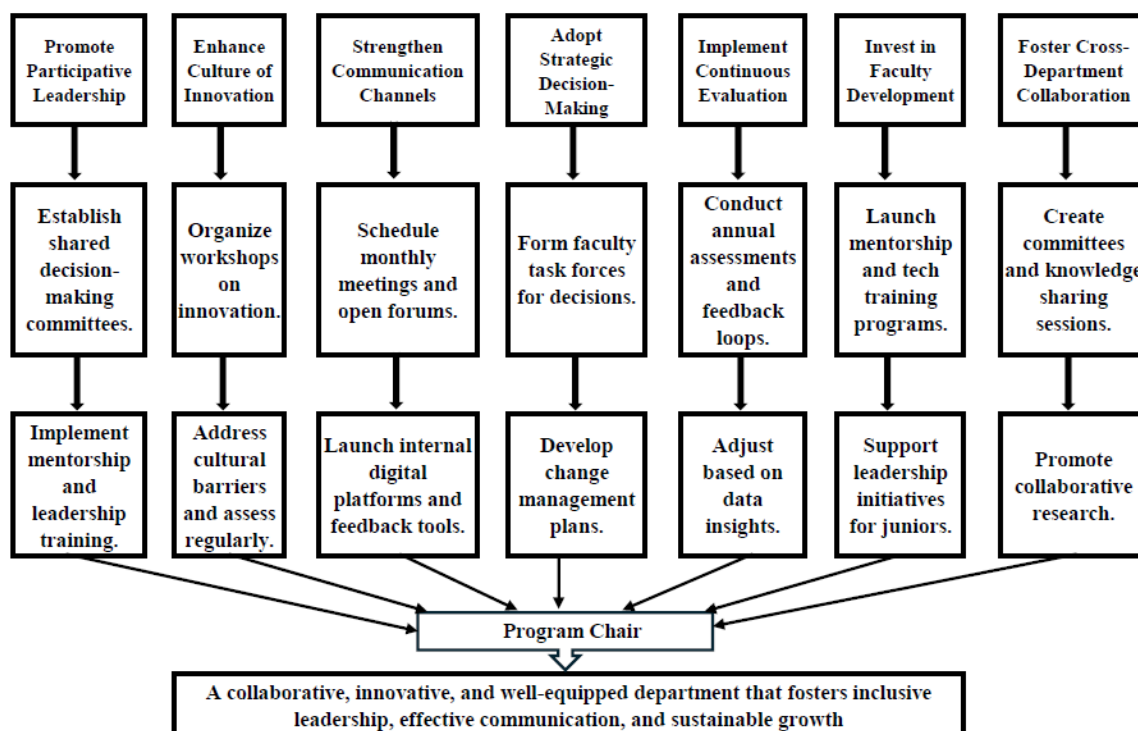 Promote
Participative
Leadership
Enhance
Culture of
Innovation
Strengthen
Communication
Channels
Adopt
Strategic
Decision-
Making
Implement
Continuous
Evaluation
Invest in
Faculty
Development
Foster Cross-
Department
Collaboration
Establish
shared
decision-
making
committees.
Organize
workshops
on
innovation.
Schedule
monthly
meetings and
open forums.
Form faculty
task forces
for decisions.
Conduct
annual
assessments
and
feedback
loops.
Launch
mentorship
and tech
training
programs.
Create
committees
and knowledge
sharing
sessions.
Implement
mentorship
and
leadership
training.
Address
cultural
barriers
and assess
regularly.
Launch internal
digital
platforms and
feedback tools.
Develop
change
management
plans.
Adjust
based on
data
insights.
Support
leadership
initiatives
for juniors.
Promote
collaborative
research.
Program Chair
A collaborative, innovative, and well-equipped department that fosters inclusive
leadership, effective communication, and sustainable growth